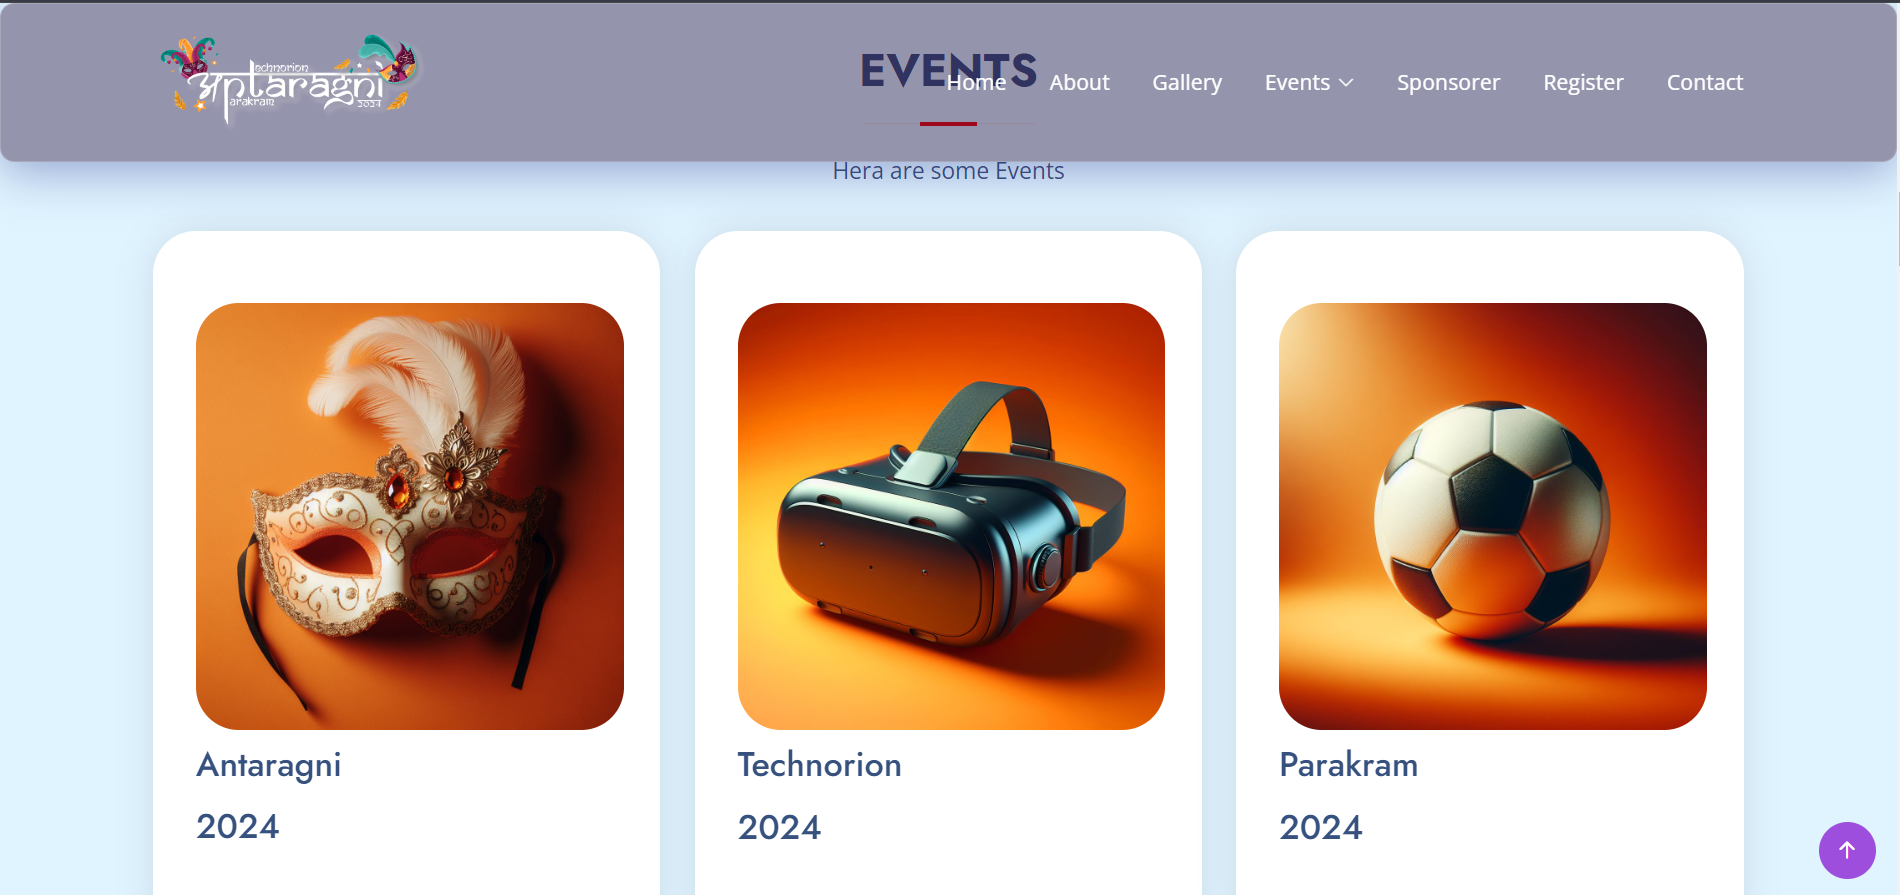 technorion
अntaragni
parakram
2024
EVENTS
Home About Gallery Events Sponsorer Register Contact
Hera are some Events
Antaragni
2024
Technorion
2024
Parakram
2024